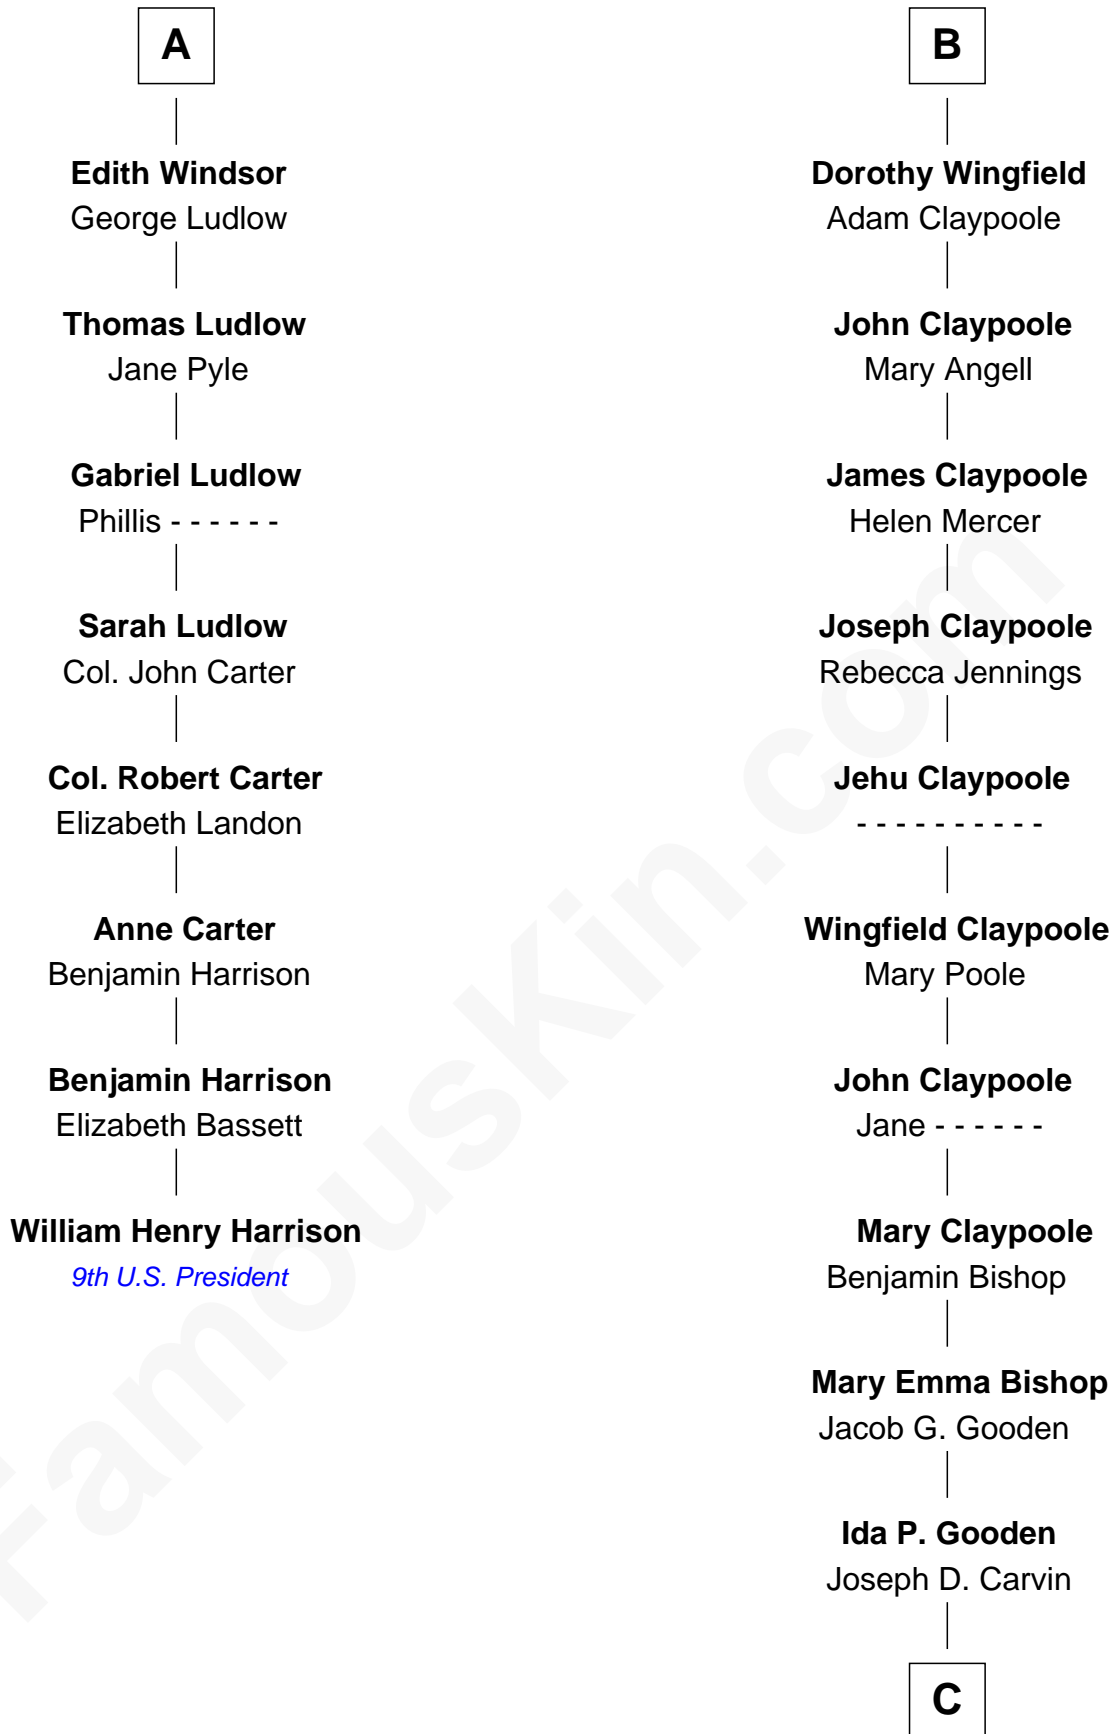 A
Edith Windsor
George Ludlow
Thomas Ludlow
Jane Pyle
Gabriel Ludlow
Phillis - - - - - -
Sarah Ludlow
Col. John Carter
Col. Robert Carter
Elizabeth Landon
Anne Carter
Benjamin Harrison
Benjamin Harrison
Elizabeth Bassett
William Henry Harrison
9th U.S. President
B
Dorothy Wingfield
Adam Claypoole
John Claypoole
Mary Angell
James Claypoole
Helen Mercer
Joseph Claypoole
Rebecca Jennings
Jehu Claypoole
- - - - - - - - - -
Wingfield Claypoole
Mary Poole
John Claypoole
Jane - - - - - -
Mary Claypoole
Benjamin Bishop
Mary Emma Bishop
Jacob G. Gooden
Ida P. Gooden
Joseph D. Carvin
C
FamousKin.com